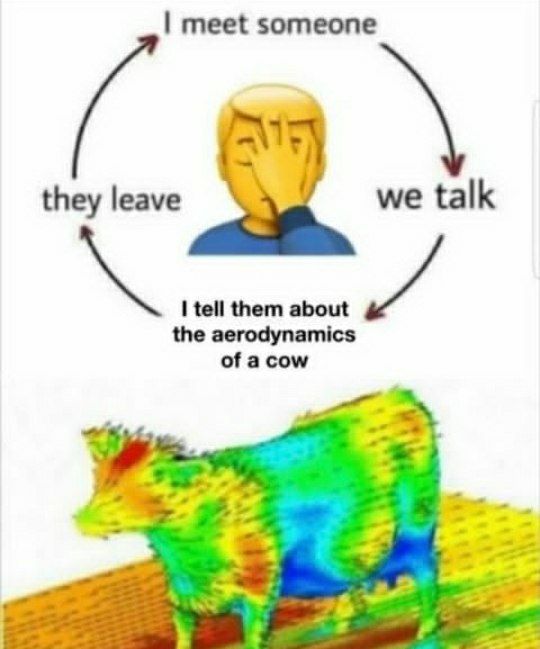 I meet someone
we talk
I tell them about
the aerodynamics
of a cow
they leave